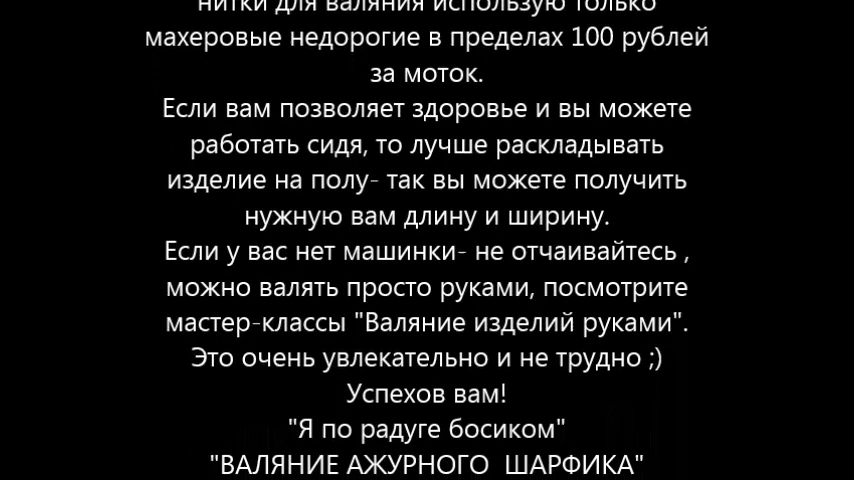 нитки для валяния использую только
махеровые недорогие в пределах 100 рублей
за моток.
Если вам позволяет здоровье и вы можете
работать сидя, то лучше раскладывать
изделие на полу- так вы можете получить
нужную вам длину и ширину.
Если у вас нет машинки- не отчаивайтесь ,
можно валять просто руками, посмотрите
мастер-классы "Валяние изделий руками".
Это очень увлекательно и не трудно ;)
Успехов вам!
"Я по радуге босиком"
"ВАЛЯНИЕ АЖУРНОГО  ШАРФИКА"